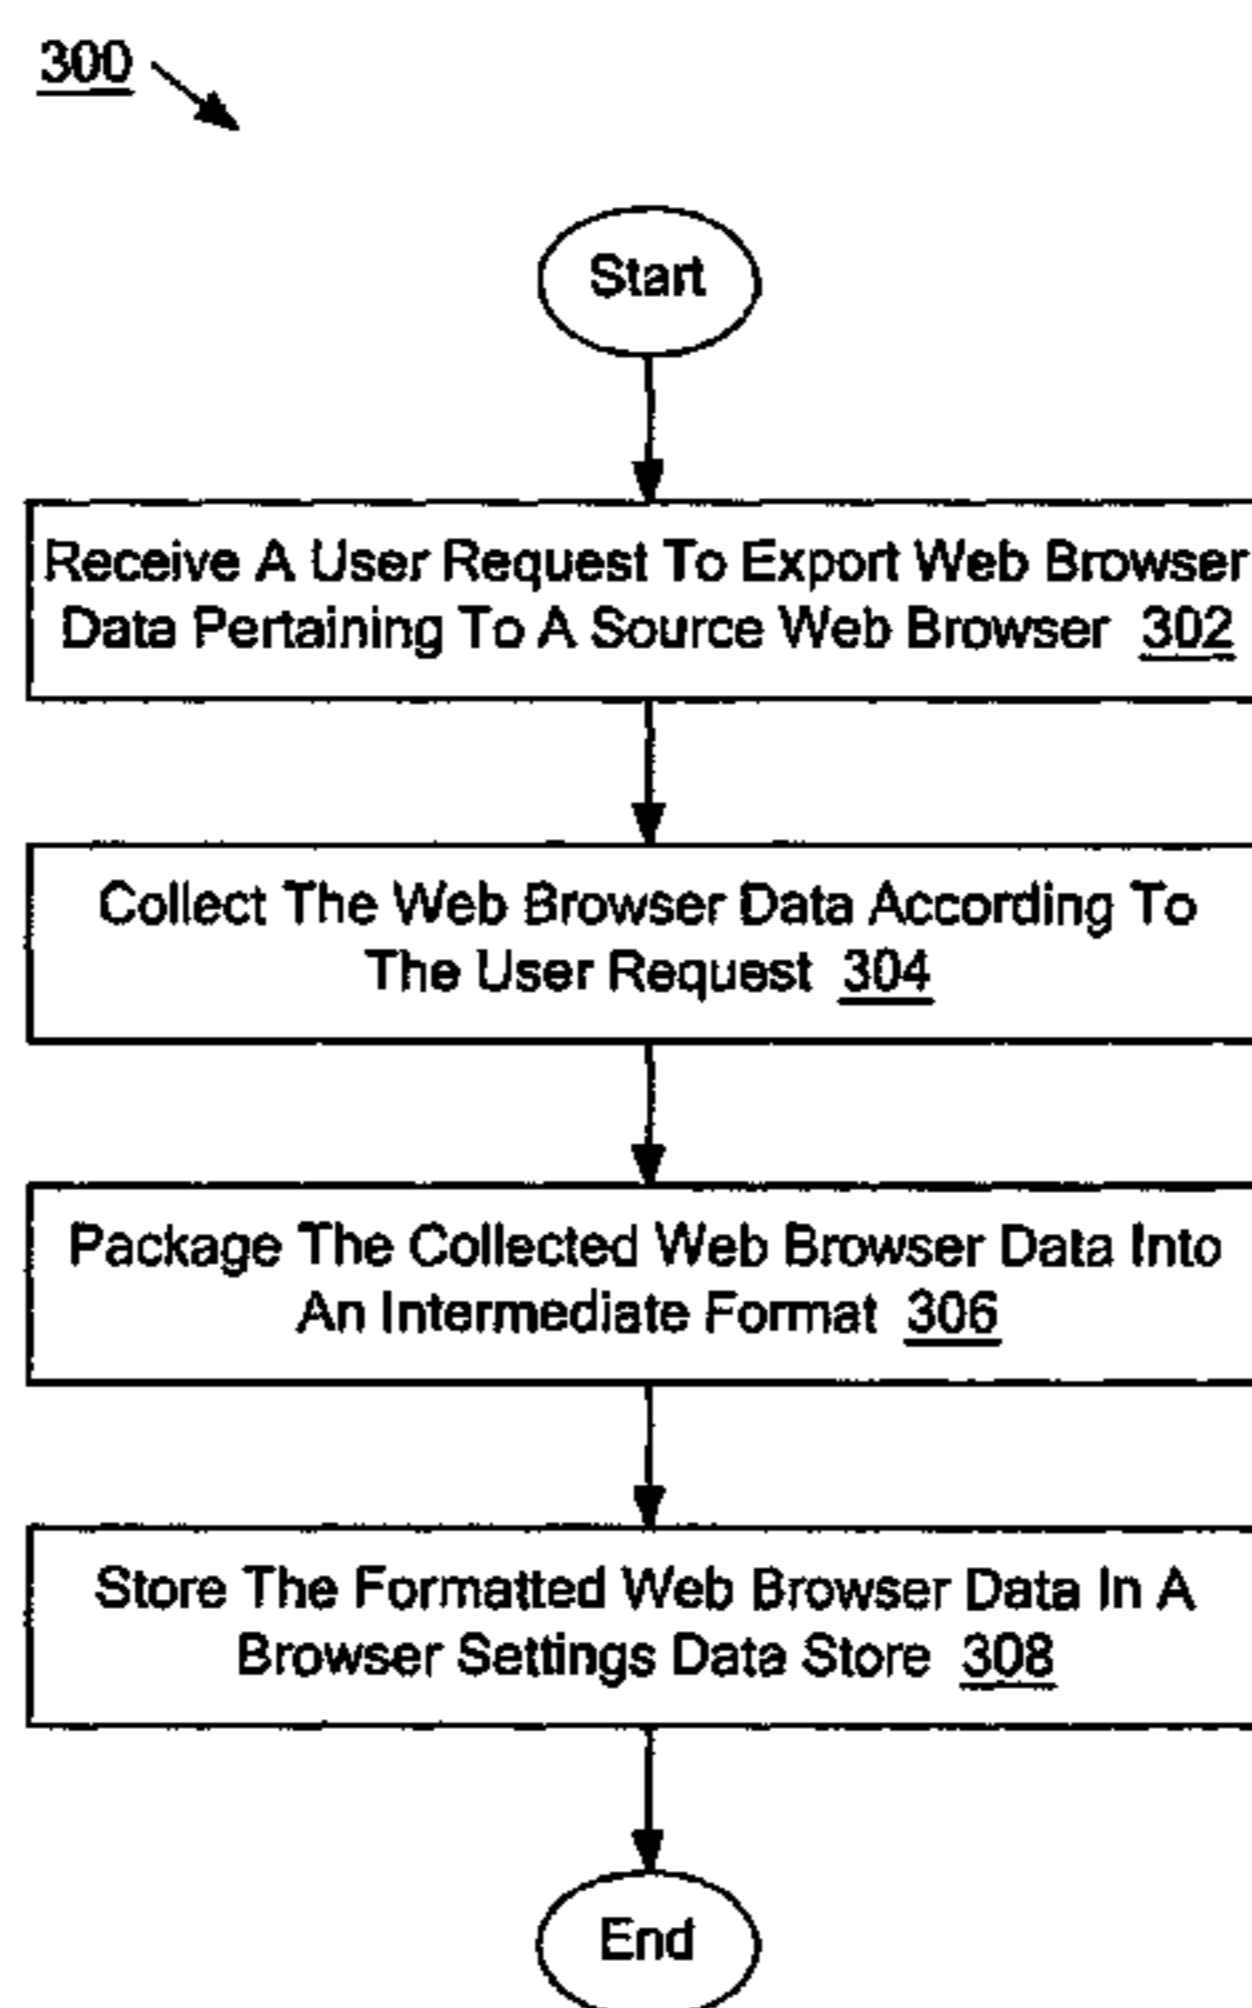 300
Start
Receive A User Request To Export Web Browser
Data Pertaining To A Source Web Browser 302
Collect The Web Browser Data According To
The User Request 304
Package The Collected Web Browser Data Into
An Intermediate Format 306
Store The Formatted Web Browser Data In A
Browser Settings Data Store 308
End